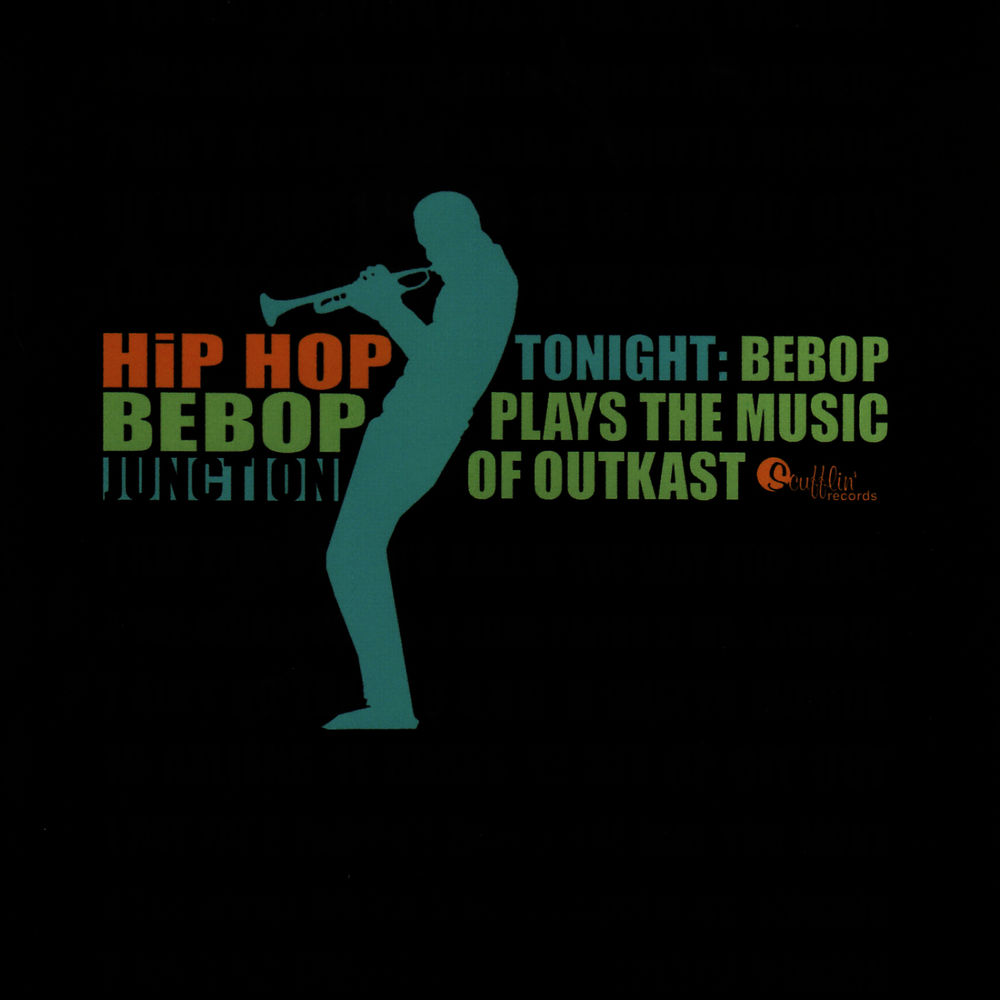 HiP HOP
BEBOP
JUNCTION
TONIGHT: BEBOP
PLAYS THE MUSIC
OF OUTKAST
Scufflin'
records